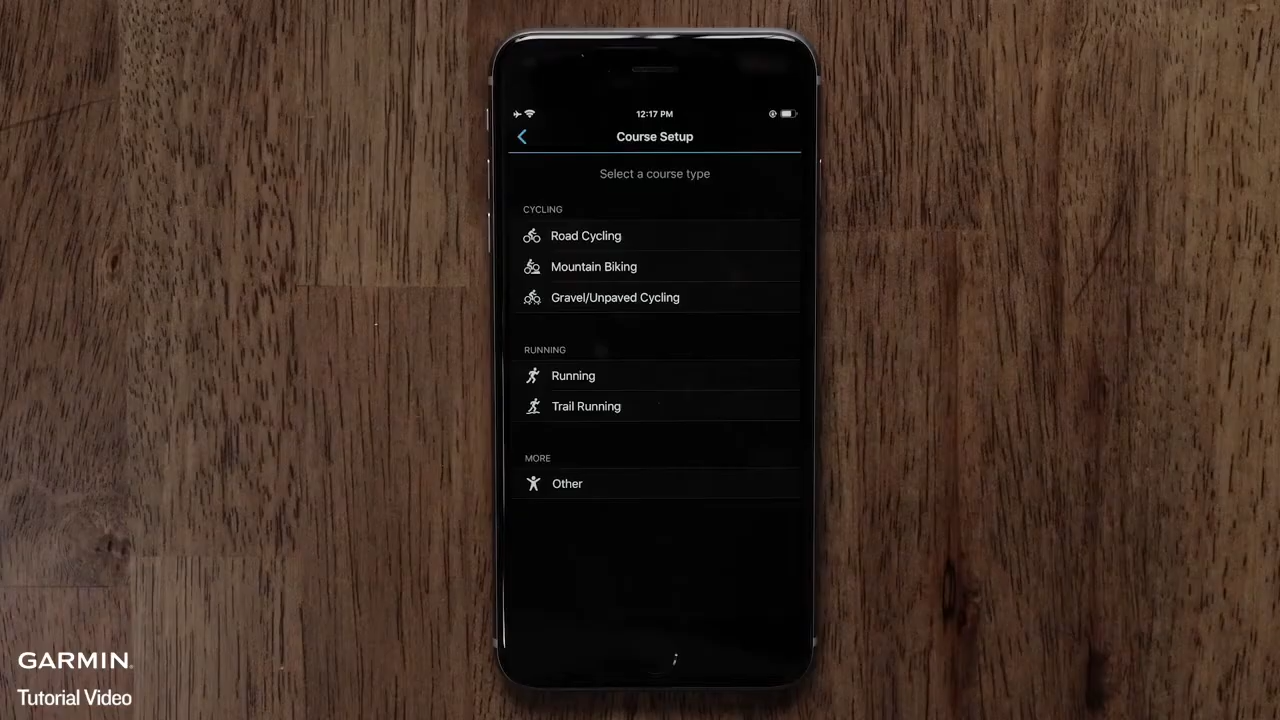 12:17 PM
Course Setup
Select a course type
CYCLING
Road Cycling
Mountain Biking
Gravel/Unpaved Cycling
RUNNING
Running
Trail Running
MORE
Other
GARMIN
Tutorial Video